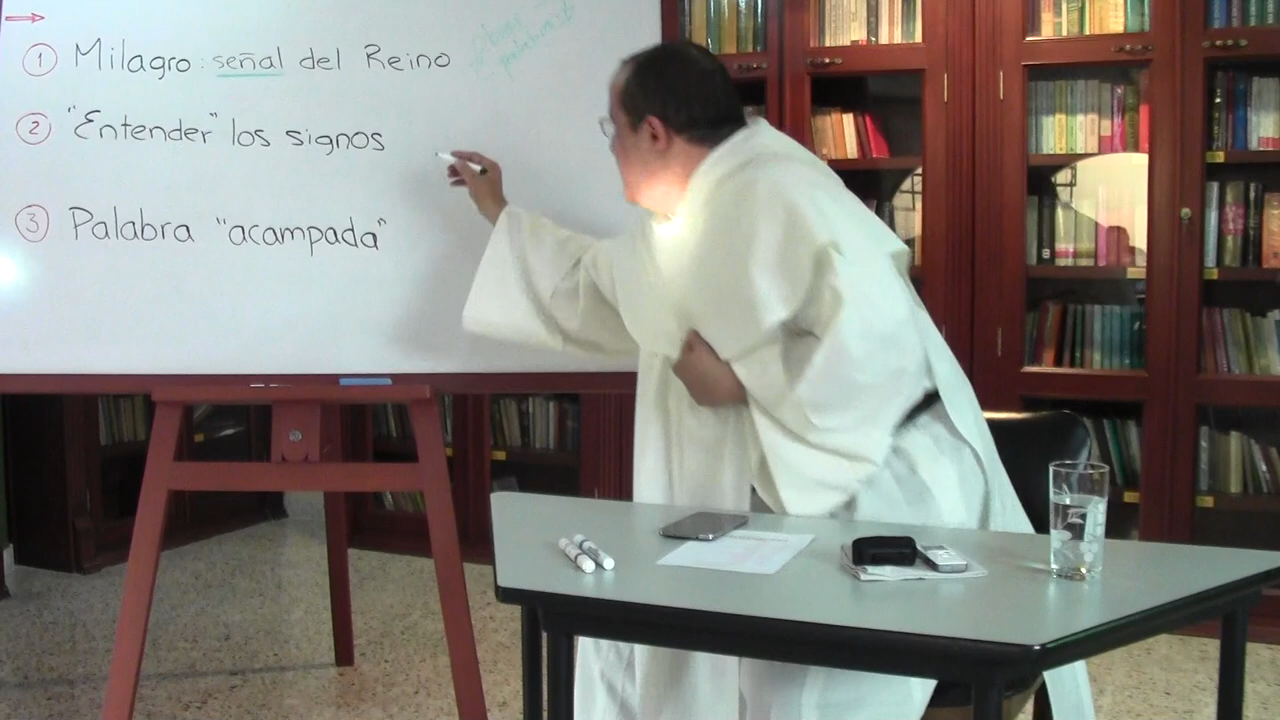 1 Milagro: señal del Reino
2 "Entender" los signos
3 Palabra "acampada"